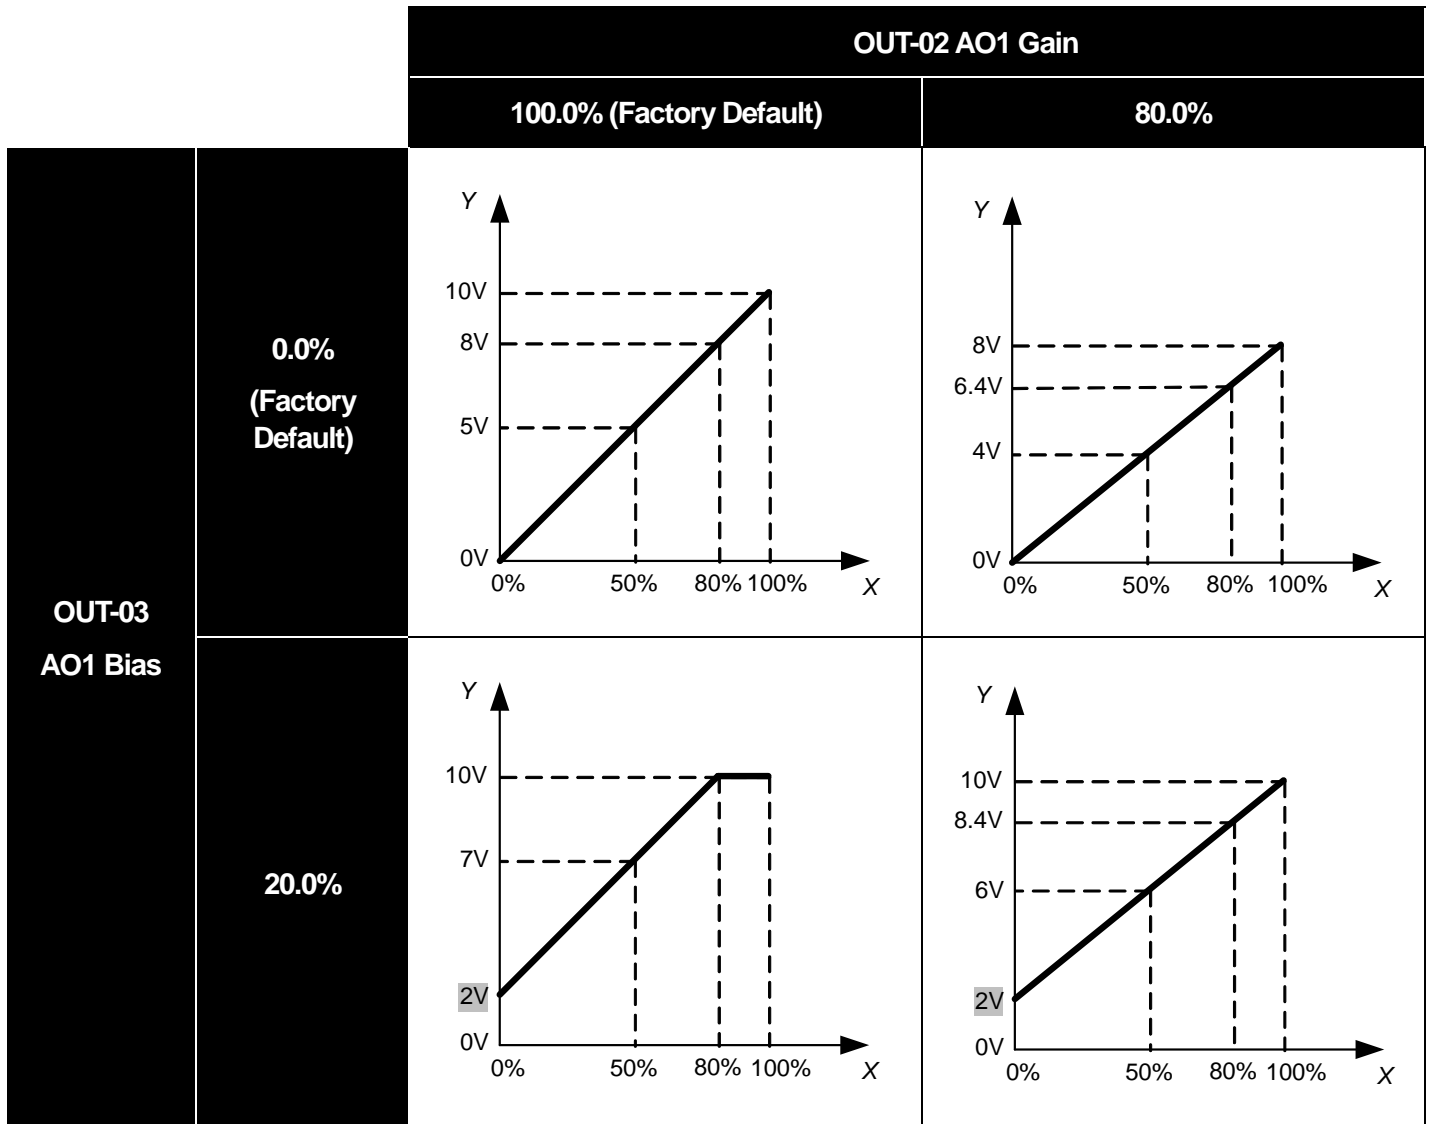 OUT-02 AO1 Gain
100.0% (Factory Default)
80.0%
OUT-03
AO1 Bias
0.0%
(Factory
Default)
Y
10V
8V
5V
0V
0%
50%
80%
100%
X
Y
8V
6.4V
4V
0V
0%
50%
80%
100%
X
20.0%
Y
10V
7V
2V
0V
0%
50%
80%
100%
X
Y
10V
8.4V
6V
2V
0V
0%
50%
80%
100%
X